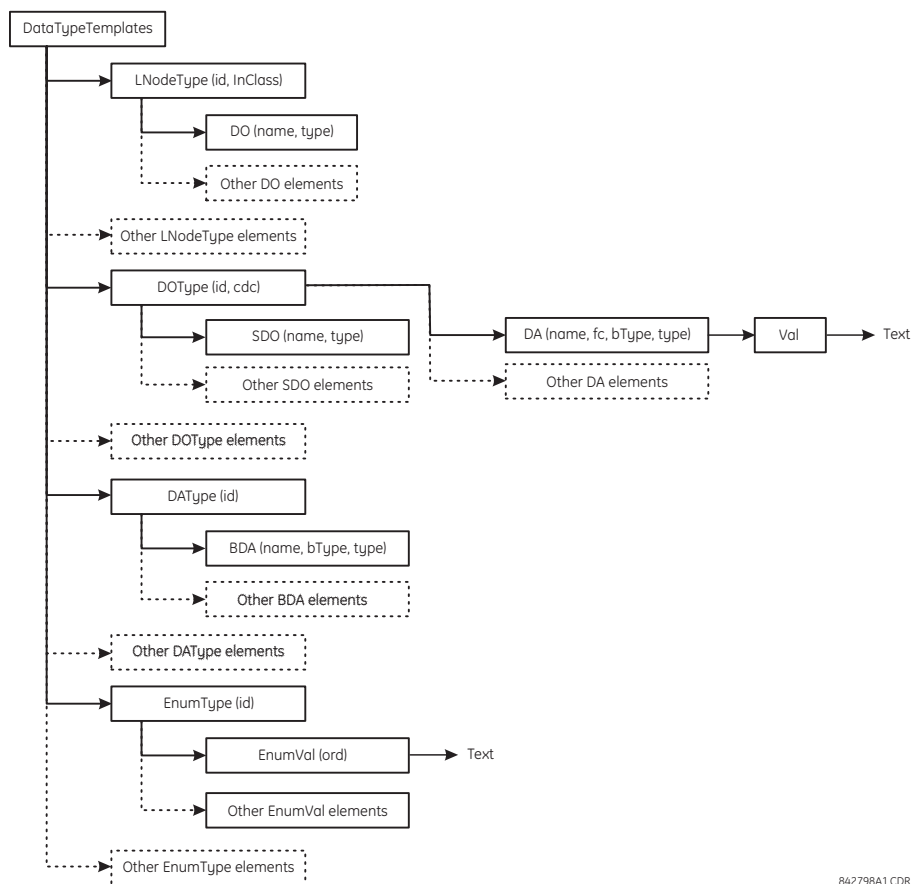 DataTypeTemplates
LNodeType (id, InClass)
DO (name, type)
Other DO elements
Other LNodeType elements
DOType (id, cdc)
SDO (name, type)
DA (name, fc, bType, type)
Val
Text
Other SDO elements
Other DA elements
Other DOType elements
DAType (id)
BDA (name, bType, type)
Other BDA elements
Other DAType elements
EnumType (id)
EnumVal (ord)
Text
Other EnumVal elements
Other EnumType elements
842798A1.CDR